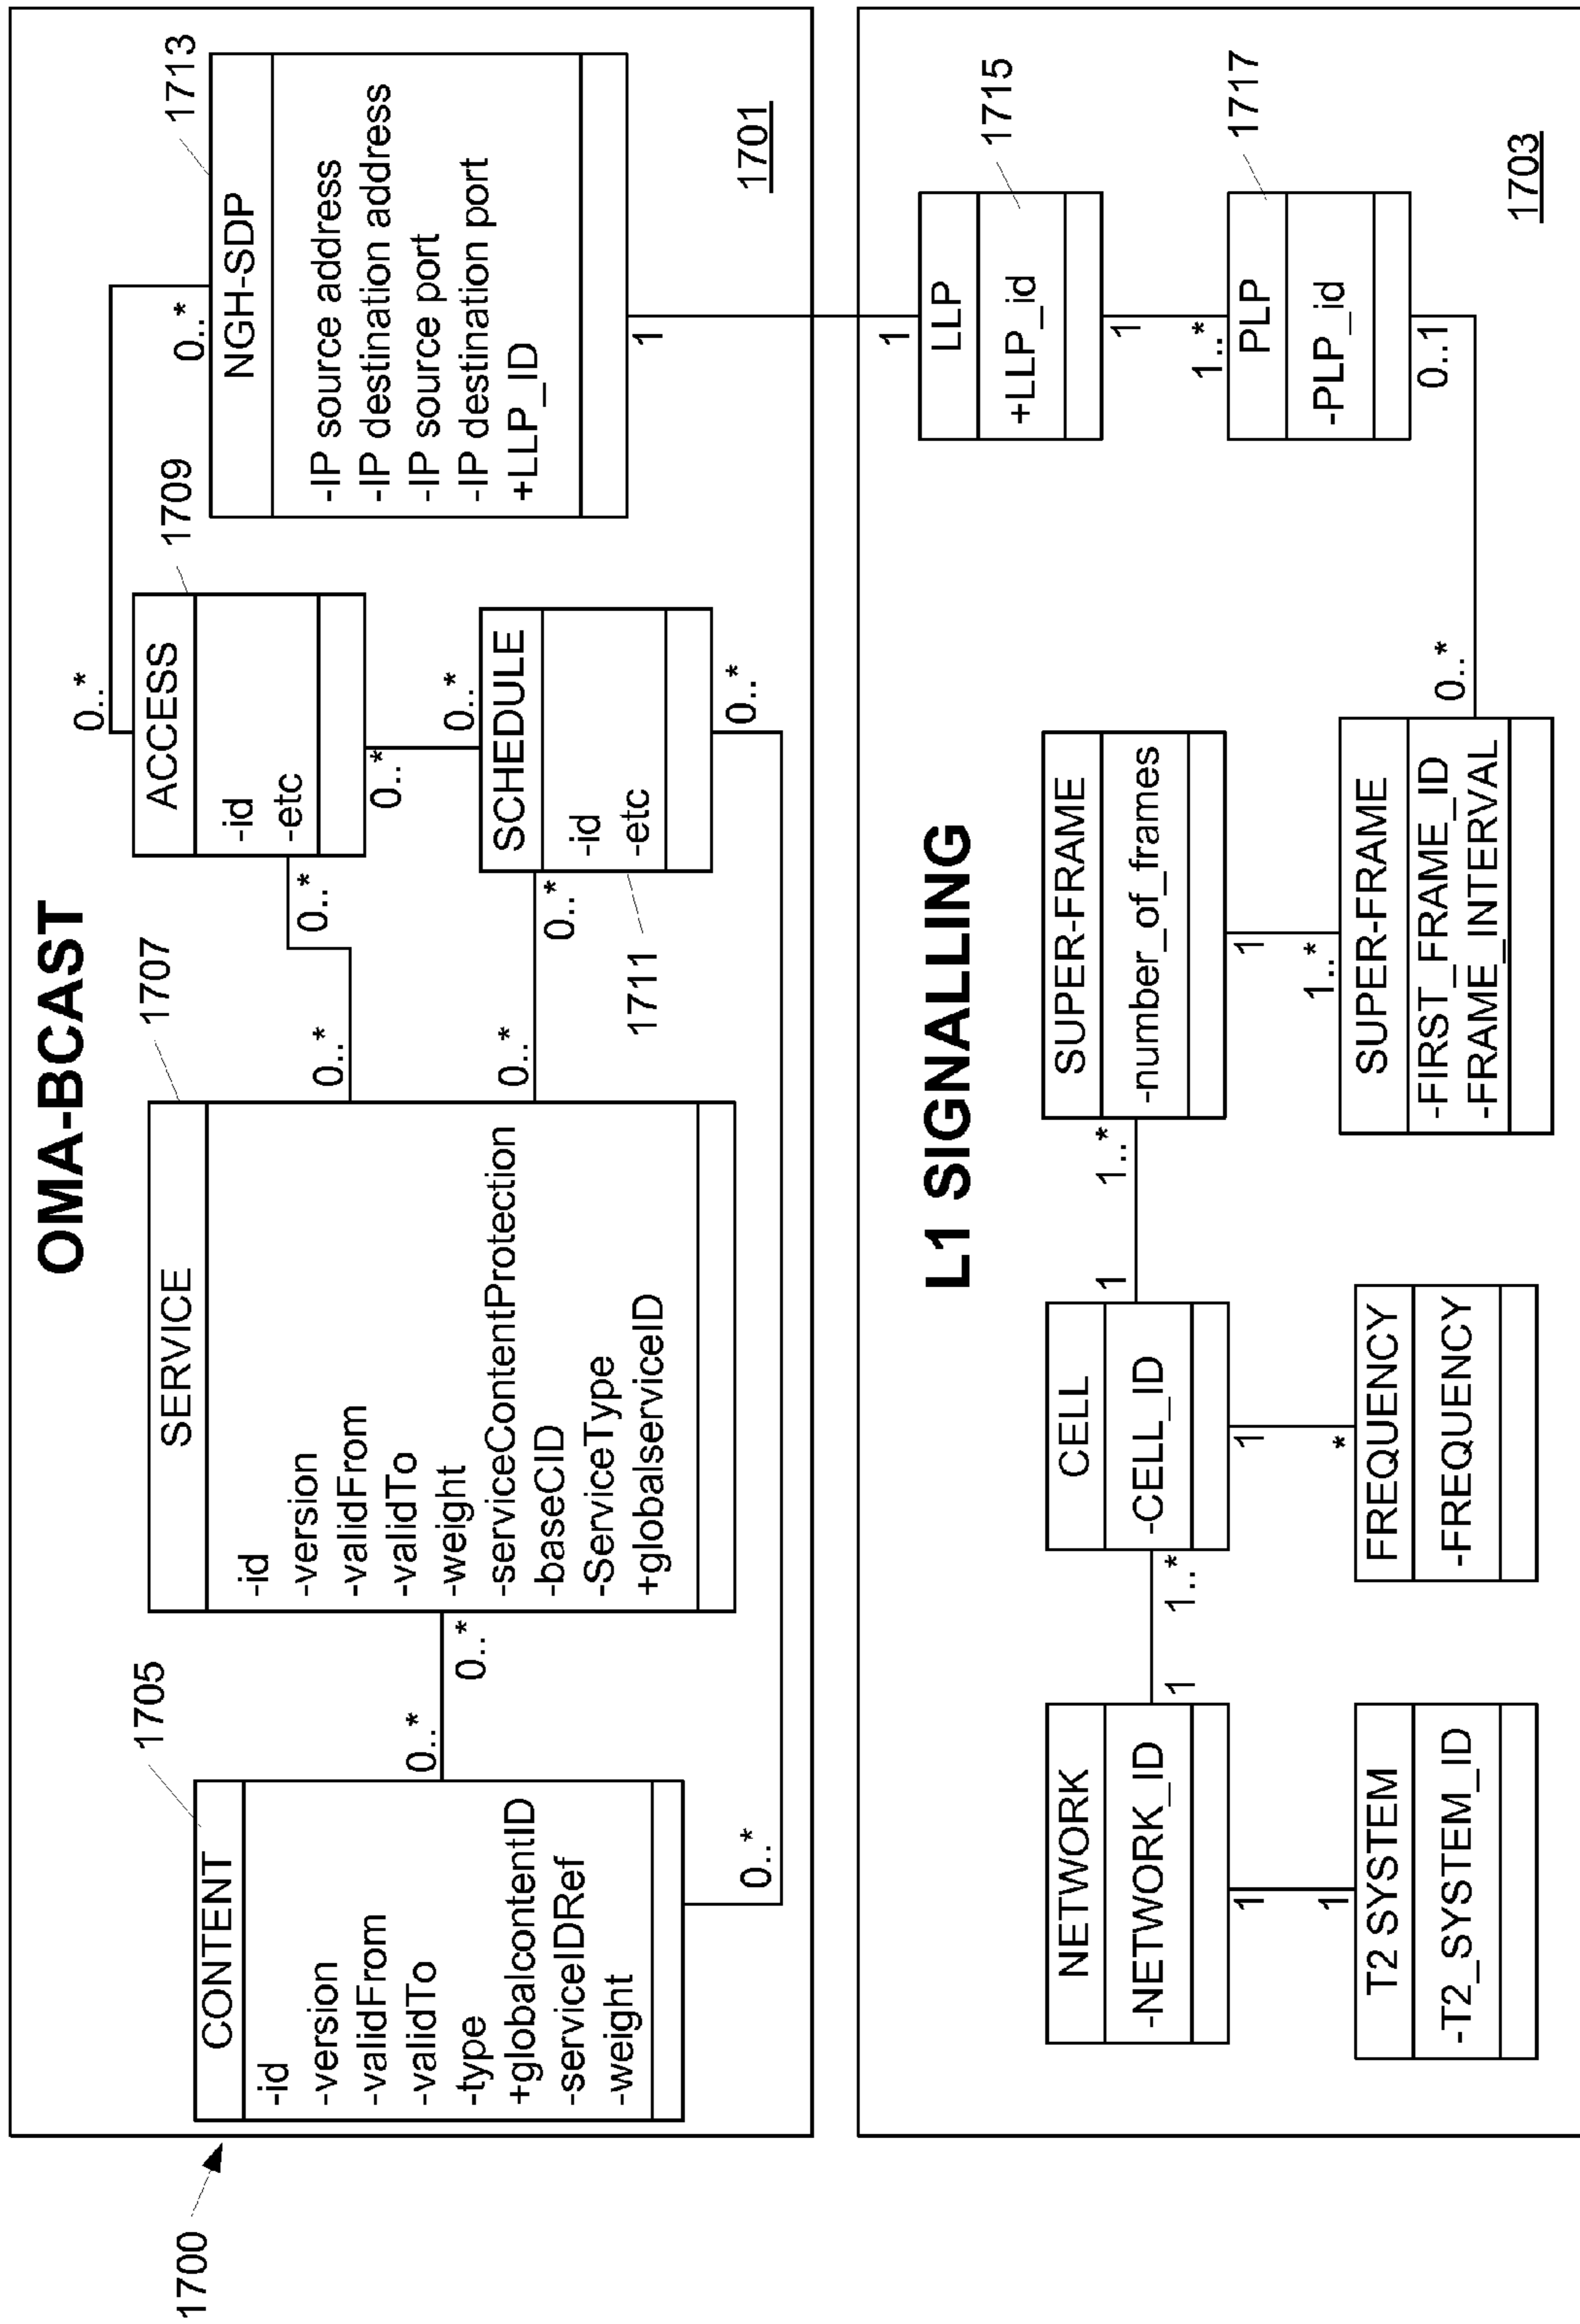 1700
OMA-BCAST
1705
CONTENT
-id
-version
-validFrom
-validTo
-type
+globalcontentID
-serviceIDRef
-weight
0..*
0..*
0..*
1707
SERVICE
-id
-version
-validFrom
-validTo
-weight
-serviceContentProtection
-baseCID
-ServiceType
+globalserviceID
0..*
0..*
0..*
0..*
1709
ACCESS
-id
-etc
0..*
0..*
0..*
SCHEDULE
-id
-etc
1711
0..*
0..*
1713
NGH-SDP
-IP source address
-IP destination address
-IP source port
-IP destination port
+LLP_ID
1
1701
L1 SIGNALLING
NETWORK
-NETWORK_ID
1
1
1
T2 SYSTEM
-T2_SYSTEM_ID
1..*
CELL
-CELL_ID
1
1
*
FREQUENCY
-FREQUENCY
1..*
SUPER-FRAME
-number_of_frames
1
1..*
SUPER-FRAME
-FIRST_FRAME_ID
-FRAME_INTERVAL
0..*
1
LLP
+LLP_id
1715
1
1..*
PLP
-PLP_id
1717
0..1
1703